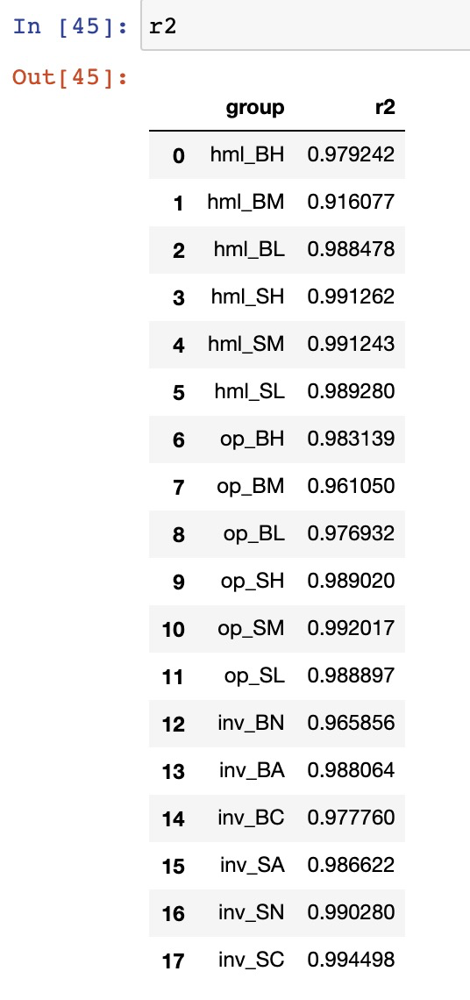 In [45]: r2
Out[45]:
group r2
0 hml_BH 0.979242
1 hml_BM 0.916077
2 hml_BL 0.988478
3 hml_SH 0.991262
4 hml_SM 0.991243
5 hml_SL 0.989280
6 op_BH 0.983139
7 op_BM 0.961050
8 op_BL 0.976932
9 op_SH 0.989020
10 op_SM 0.992017
11 op_SL 0.988897
12 inv_BN 0.965856
13 inv_BA 0.988064
14 inv_BC 0.977760
15 inv_SA 0.986622
16 inv_SN 0.990280
17 inv_SC 0.994498